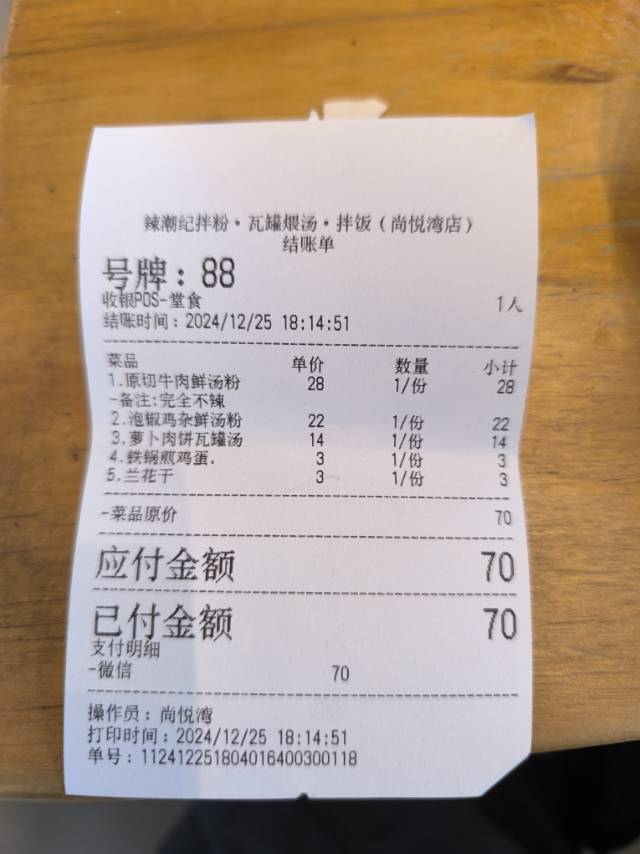 辣潮纪拌粉·瓦罐煨汤·拌饭(尚悦湾店)
结账单
号牌：88
收银POS-堂食 1人
结账时间：2024/12/25 18:14:51
菜品 单价 数量 小计
1.原切牛肉鲜汤粉 28 1/份 28
-备注:完全不辣
2.泡椒鸡杂鲜汤粉 22 1/份 22
3.萝卜肉饼瓦罐汤 14 1/份 14
4.铁锅煎鸡蛋. 3 1/份 3
5.兰花干 3 1/份 3
-菜品原价 70
应付金额 70
已付金额 70
支付明细
-微信 70
操作员：尚悦湾
打印时间：2024/12/25 18:14:51
单号：112412251804016400300118